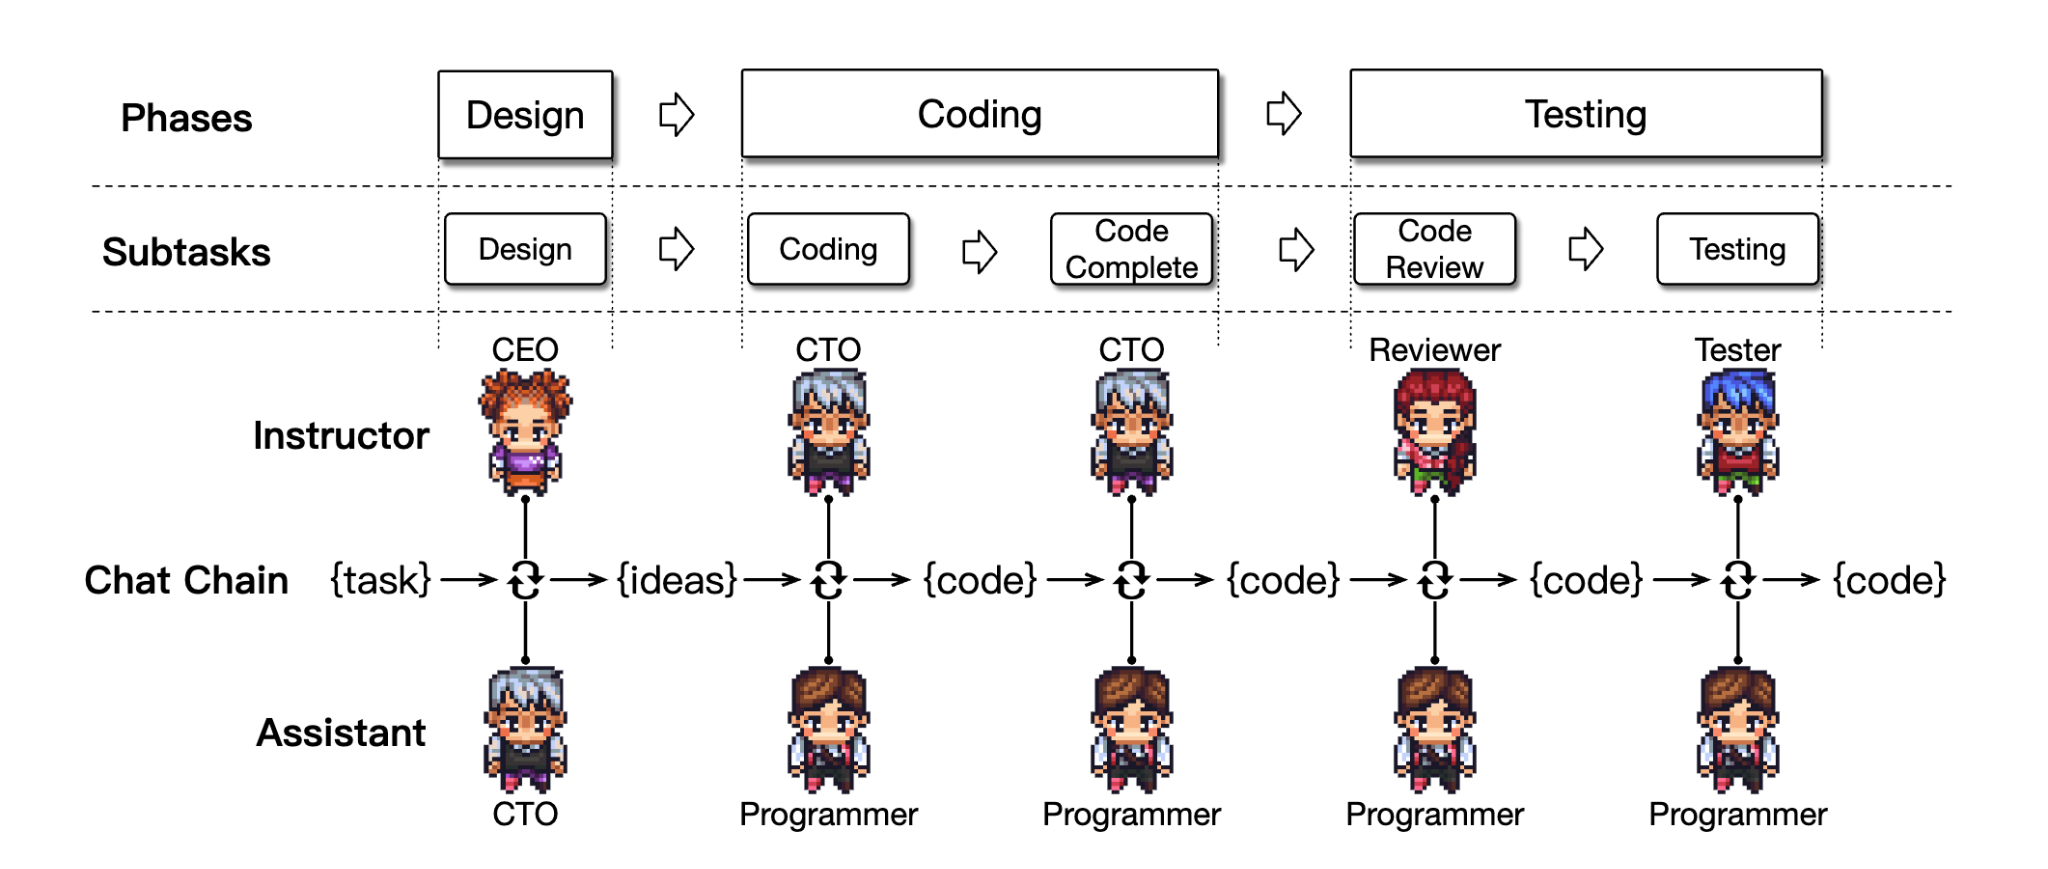 Phases
Design
Coding
Testing
Subtasks
Design
Coding
Code
Complete
Code
Review
Testing
CEO
CTO
CTO
Reviewer
Tester
Instructor
Chat Chain
{task}
{ideas}
{code}
{code}
{code}
{code}
Assistant
CTO
Programmer
Programmer
Programmer
Programmer